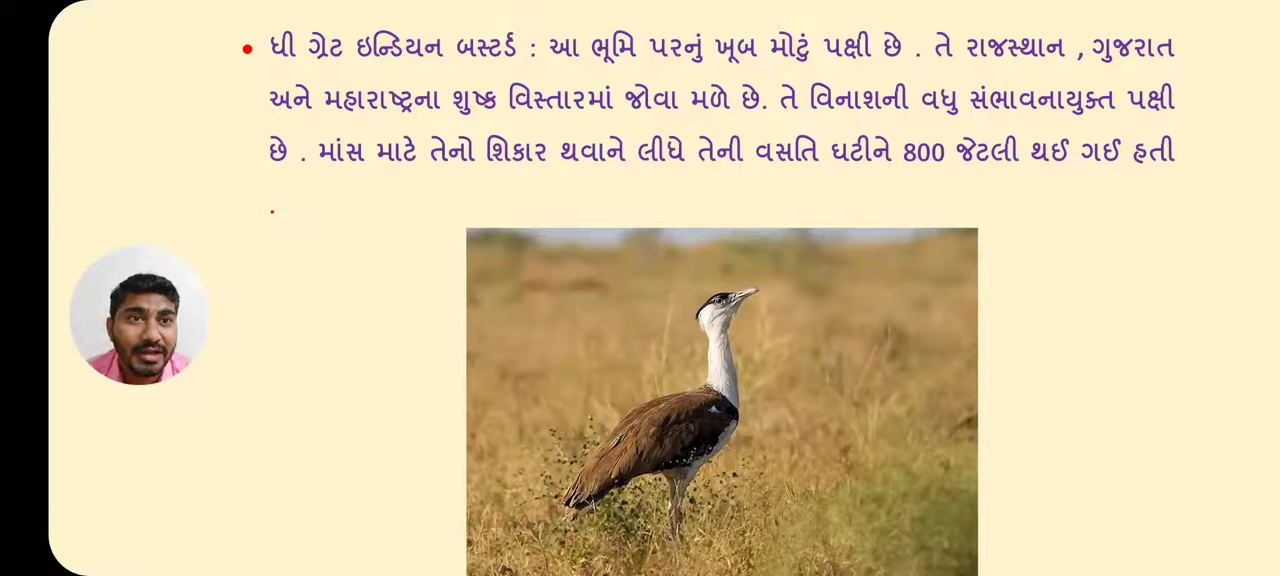 ધી ગ્રેટ ઇન્ડિયન બસ્ટર્ડ : આ ભૂમિ પરનું ખૂબ મોટું પક્ષી છે . તે રાજસ્થાન , ગુજરાત
અને મહારાષ્ટ્રના શુષ્ક વિસ્તારમાં જોવા મળે છે. તે વિનાશની વધુ સંભાવનાયુક્ત પક્ષી
છે . માંસ માટે તેનો શિકાર થવાને લીધે તેની વસતિ ઘટીને 800 જેટલી થઈ ગઈ હતી
.